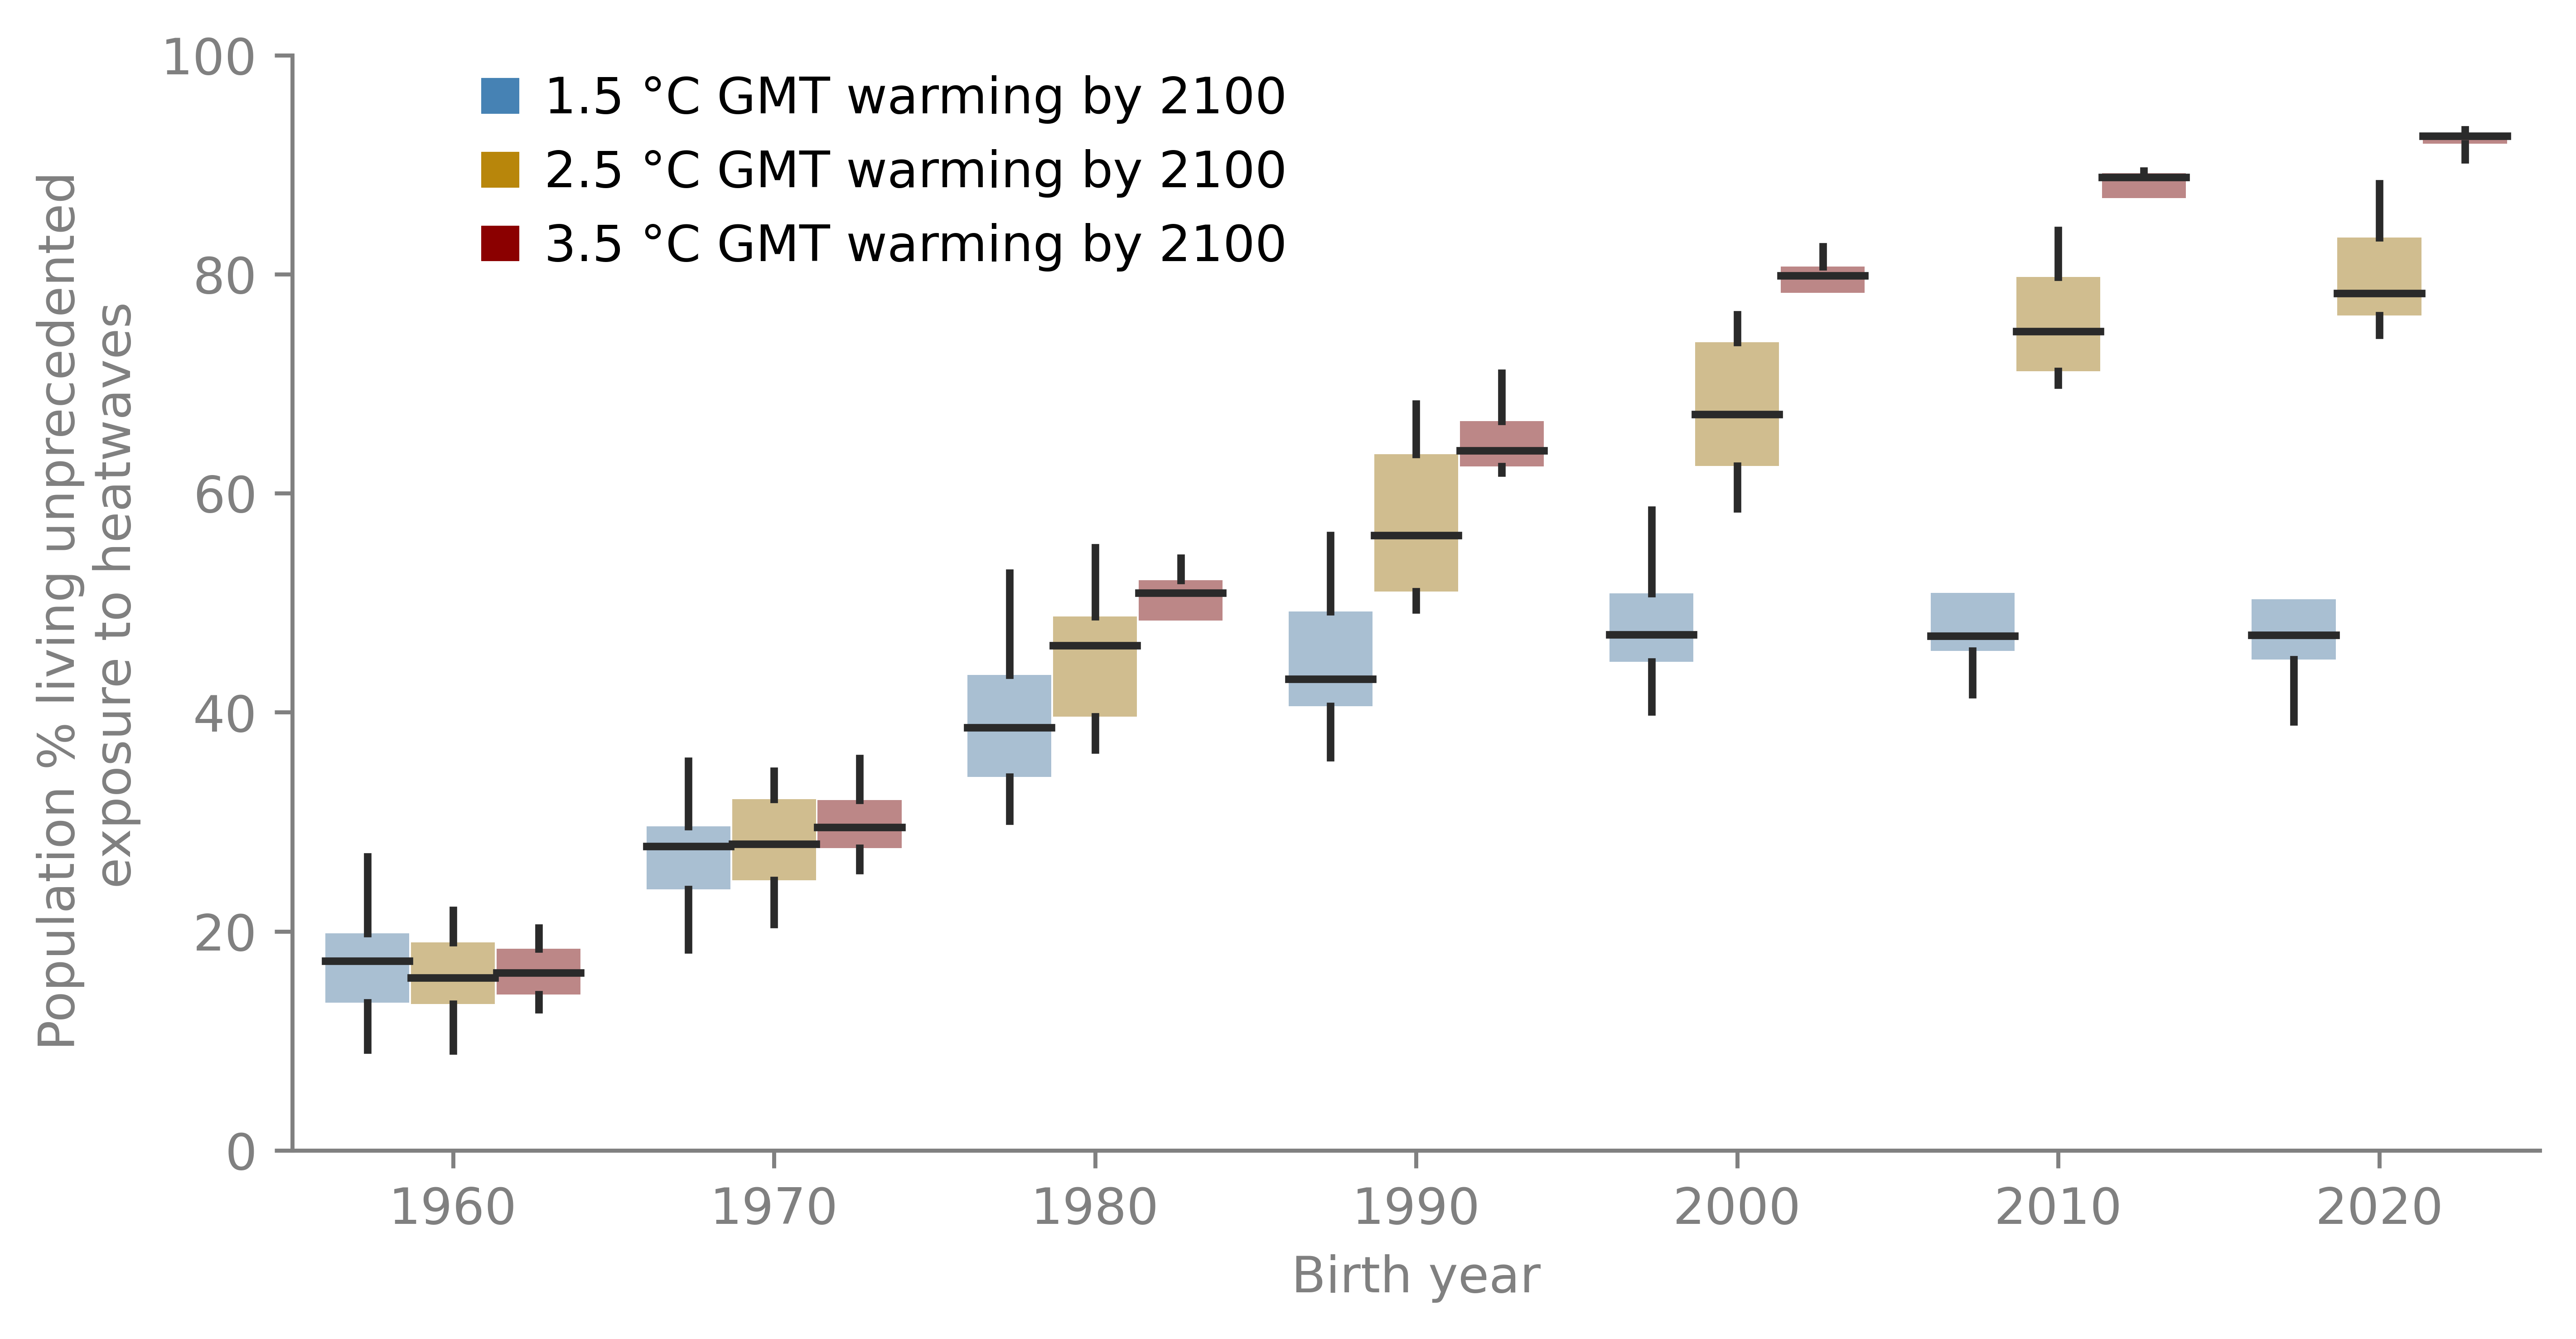 100
80
60
40
20
0
Population % living unprecedented
exposure to heatwaves
1.5 °C GMT warming by 2100
2.5 °C GMT warming by 2100
3.5 °C GMT warming by 2100
1960 1970 1980 1990 2000 2010 2020
Birth year